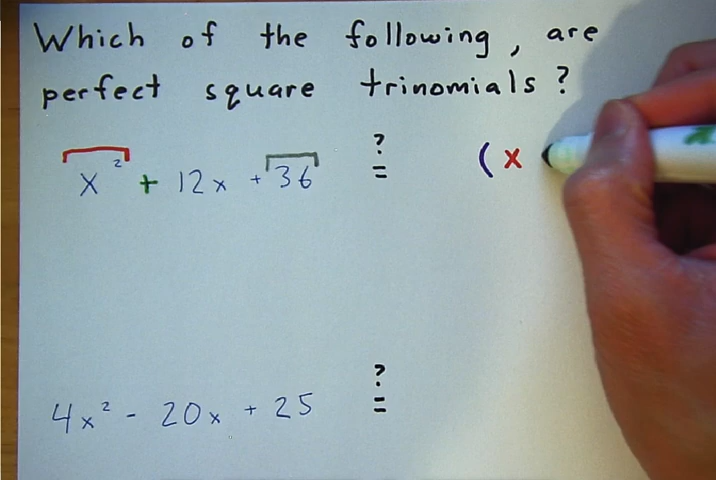 Which of the following, are
perfect square trinomials?
x² + 12x + 36 ≟ (x
4x² - 20x + 25 ≟